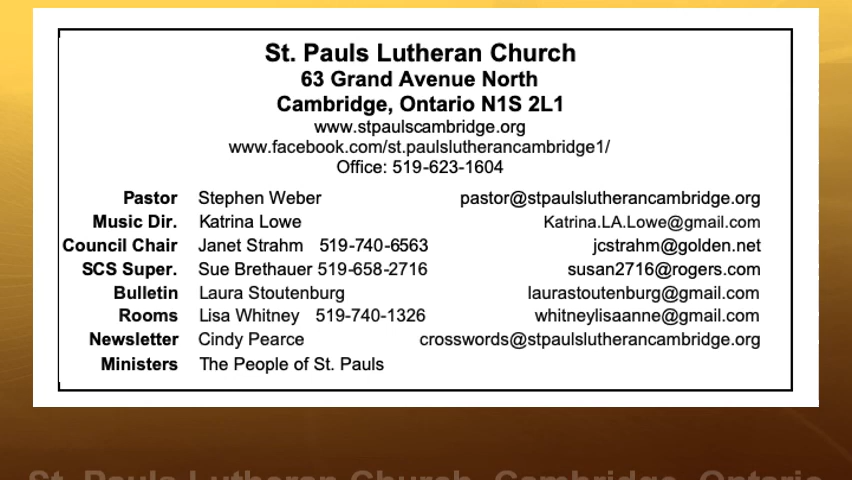 St. Pauls Lutheran Church
63 Grand Avenue North
Cambridge, Ontario N1S 2L1
www.stpaulscambridge.org
www.facebook.com/st.paulslutherancambridge1/
Office: 519-623-1604
Pastor Stephen Weber pastor@stpaulslutherancambridge.org
Music Dir. Katrina Lowe Katrina.LA.Lowe@gmail.com
Council Chair Janet Strahm 519-740-6563 jcstrahm@golden.net
SCS Super. Sue Brethauer 519-658-2716 susan2716@rogers.com
Bulletin Laura Stoutenburg laurastoutenburg@gmail.com
Rooms Lisa Whitney 519-740-1326 whitneylisaanne@gmail.com
Newsletter Cindy Pearce crosswords@stpaulslutherancambridge.org
Ministers The People of St. Pauls
St. Pauls Lutheran Church, Cambridge, Ontario